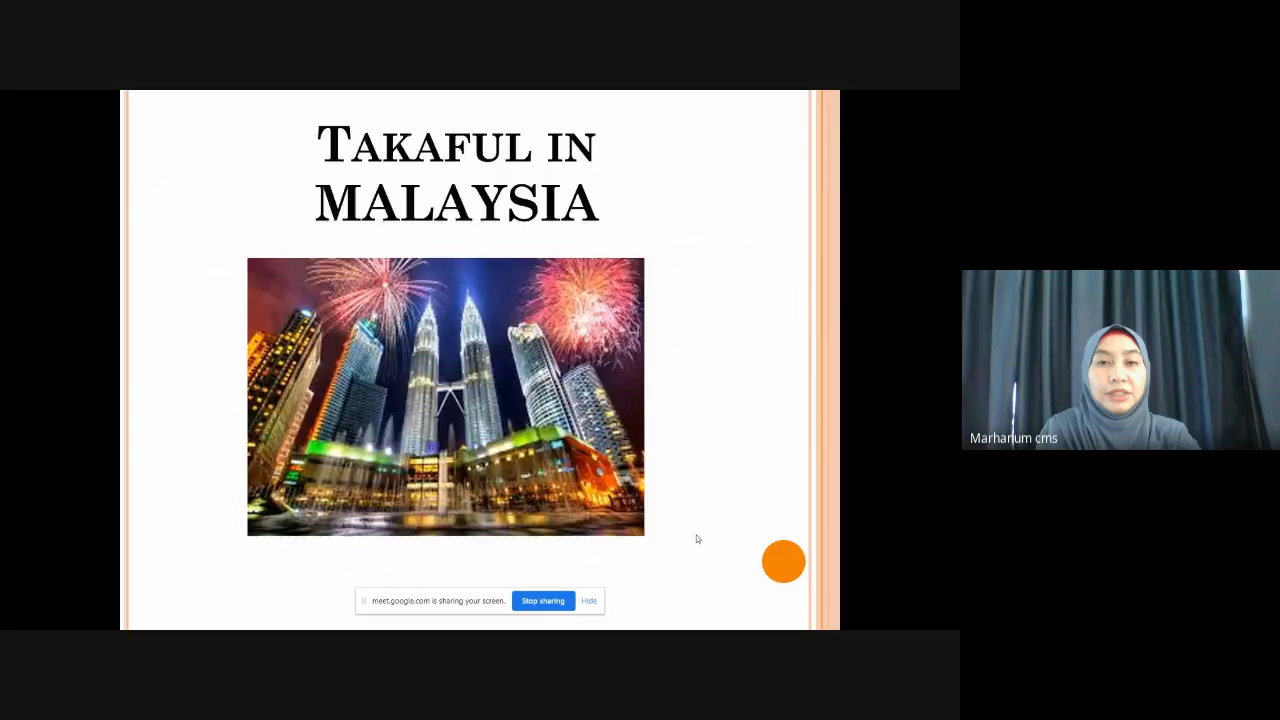 TAKAFUL IN
MALAYSIA
meet.google.com is sharing your screen. Stop sharing Hide
Marhanum cms